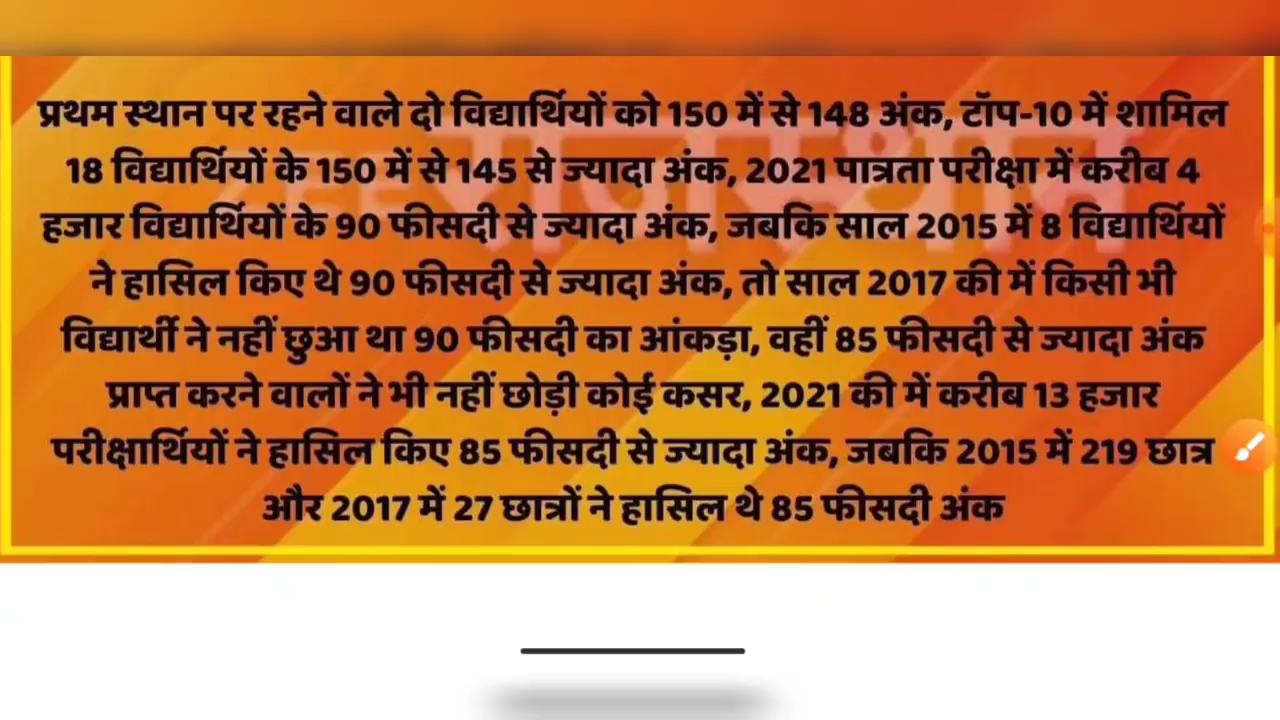 प्रथम स्थान पर रहने वाले दो विद्यार्थियों को 150 में से 148 अंक, टॉप-10 में शामिल
18 विद्यार्थियों के 150 में से 145 से ज्यादा अंक, 2021 पात्रता परीक्षा में करीब 4
हजार विद्यार्थियों के 90 फीसदी से ज्यादा अंक, जबकि साल 2015 में 8 विद्यार्थियों
ने हासिल किए थे 90 फीसदी से ज्यादा अंक, तो साल 2017 की में किसी भी
विद्यार्थी ने नहीं छुआ था 90 फीसदी का आंकड़ा, वहीं 85 फीसदी से ज्यादा अंक
प्राप्त करने वालों ने भी नहीं छोड़ी कोई कसर, 2021 की में करीब 13 हजार
परीक्षार्थियों ने हासिल किए 85 फीसदी से ज्यादा अंक, जबकि 2015 में 219 छात्र
और 2017 में 27 छात्रों ने हासिल थे 85 फीसदी अंक